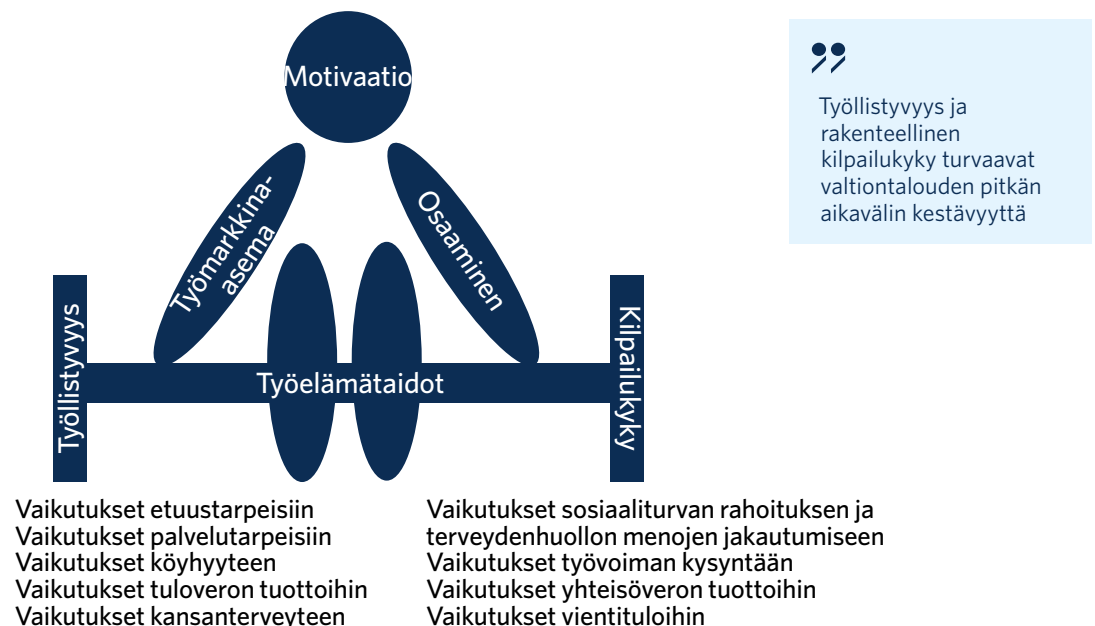 Motivaatio
Työmarkkina-
asema
Osaaminen
Työllistyvyys
Työelämätaidot
Kilpailukyky
”
Työllistyvyys ja
rakenteellinen
kilpailukyky turvaavat
valtiontalouden pitkän
aikavälin kestävyyttä
Vaikutukset etuustarpeisiin
Vaikutukset palvelutarpeisiin
Vaikutukset köyhyyteen
Vaikutukset tuloveron tuottoihin
Vaikutukset kansanterveyteen
Vaikutukset sosiaaliturvan rahoituksen ja
terveydenhuollon menojen jakautumiseen
Vaikutukset työvoiman kysyntään
Vaikutukset yhteisöveron tuottoihin
Vaikutukset vientituloihin